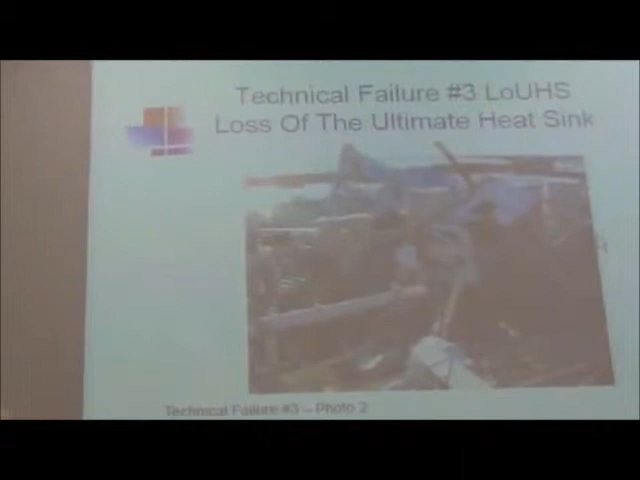 Technical Failure #3 LoUHS
Loss Of The Ultimate Heat Sink
Technical Failure #3 – Photo 2